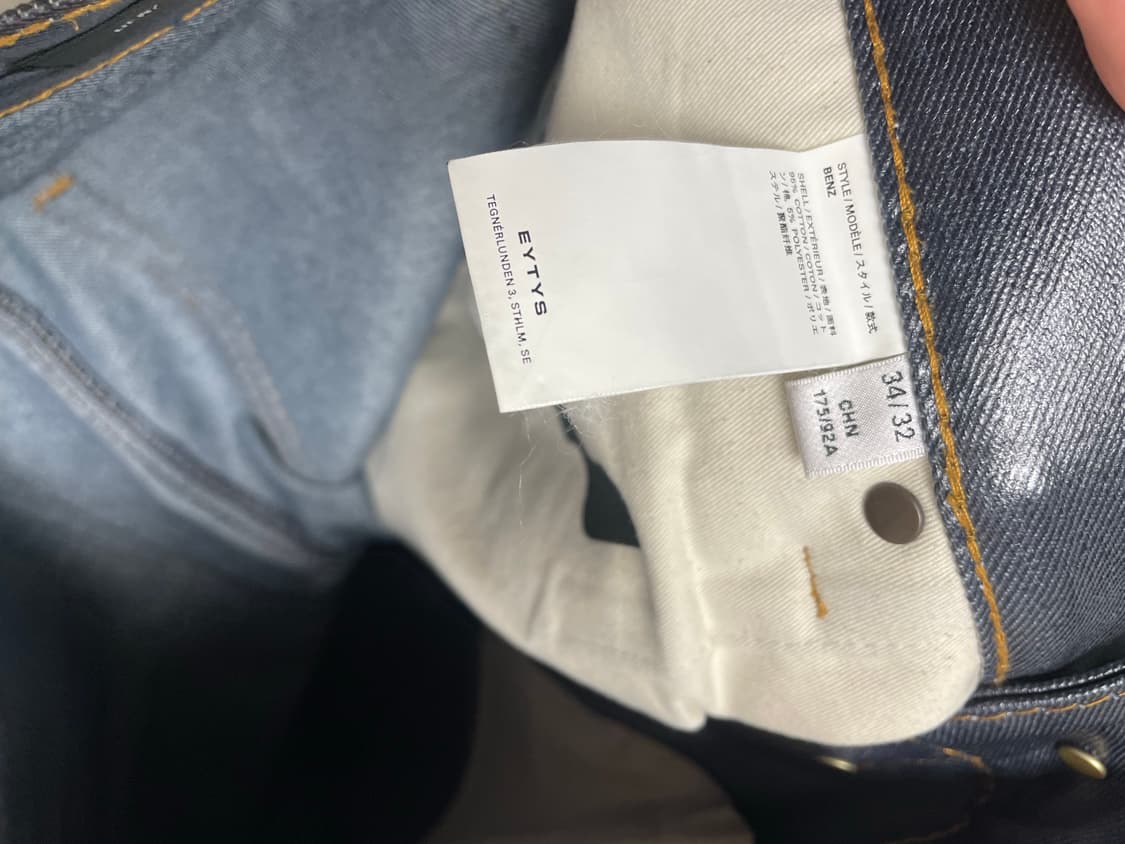 STYLE / MODÈLE / スタイル / 款式
BENZ
SHELL / EXTÉRIEUR / 表地 / 面料
95% COTTON / COTON / コット
ン / 棉, 5% POLYESTER / ポリエ
ステル / 聚酯纤维
EYTYS
TEGNÉRLUNDEN 3, STHLM, SE
34/32
CHN
175/92A